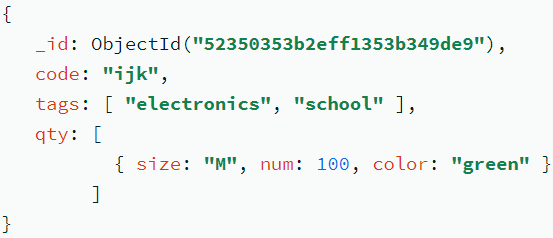 {
   _id: ObjectId("52350353b2eff1353b349de9"),
   code: "ijk",
   tags: [ "electronics", "school" ],
   qty: [
          { size: "M", num: 100, color: "green" }
        ]
}